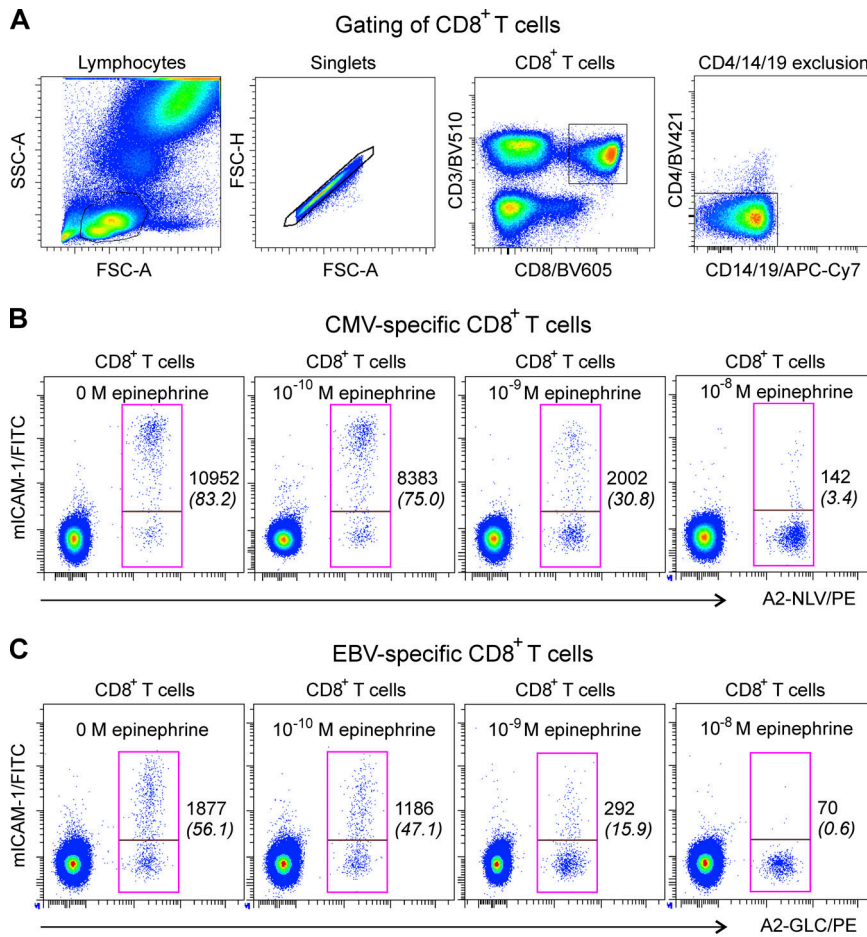 A
Gating of CD8⁺ T cells
Lymphocytes
SSC-A
FSC-A
Singlets
FSC-H
FSC-A
CD8⁺ T cells
CD3/BV510
CD8/BV605
CD4/14/19 exclusion
CD4/BV421
CD14/19/APC-Cy7
B
CMV-specific CD8⁺ T cells
CD8⁺ T cells
CD8⁺ T cells
CD8⁺ T cells
CD8⁺ T cells
mICAM-1/FITC
0 M epinephrine
10952
(83.2)
10⁻¹⁰ M epinephrine
8383
(75.0)
10⁻⁹ M epinephrine
2002
(30.8)
10⁻⁸ M epinephrine
142
(3.4)
A2-NLV/PE
C
EBV-specific CD8⁺ T cells
CD8⁺ T cells
CD8⁺ T cells
CD8⁺ T cells
CD8⁺ T cells
mICAM-1/FITC
0 M epinephrine
1877
(56.1)
10⁻¹⁰ M epinephrine
1186
(47.1)
10⁻⁹ M epinephrine
292
(15.9)
10⁻⁸ M epinephrine
70
(0.6)
A2-GLC/PE